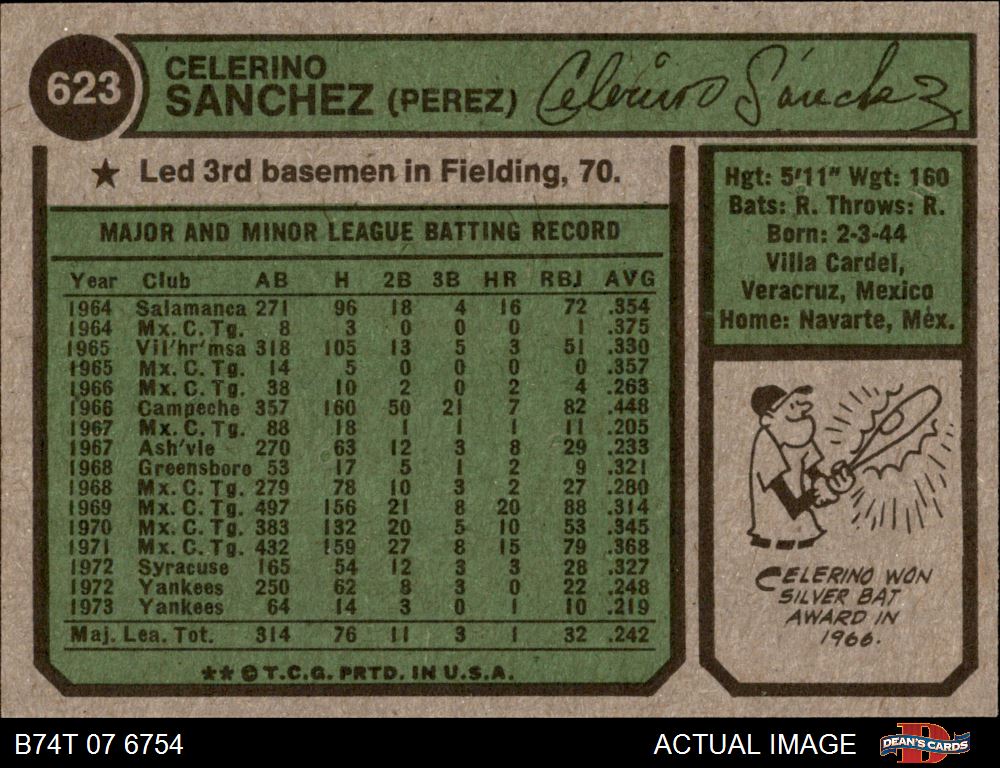 623
CELERINO
SANCHEZ (PEREZ)
Celerino Sánchez
★ Led 3rd basemen in Fielding, 70.
MAJOR AND MINOR LEAGUE BATTING RECORD
Year Club AB H 2B 3B HR RBI AVG
1964 Salamanca 271 96 18 4 16 72 .354
1964 Mx. C. Tg. 8 3 0 0 0 1 .375
1965 Vil'hr'msa 318 105 13 5 3 51 .330
1965 Mx. C. Tg. 14 5 0 0 0 0 .357
1966 Mx. C. Tg. 38 10 2 0 2 4 .263
1966 Campeche 357 160 50 21 7 82 .448
1967 Mx. C. Tg. 88 18 1 1 1 11 .205
1967 Ash'vle 270 63 12 3 8 29 .233
1968 Greensboro 53 17 5 1 2 9 .321
1968 Mx. C. Tg. 279 78 10 3 2 27 .280
1969 Mx. C. Tg. 497 156 21 8 20 88 .314
1970 Mx. C. Tg. 383 132 20 5 10 53 .345
1971 Mx. C. Tg. 432 159 27 8 15 79 .368
1972 Syracuse 165 54 12 3 3 28 .327
1972 Yankees 250 62 8 3 0 22 .248
1973 Yankees 64 14 3 0 1 10 .219
Maj. Lea. Tot. 314 76 11 3 1 32 .242
** © T.C.G. PRTD. IN U.S.A.
Hgt: 5'11" Wgt: 160
Bats: R. Throws: R.
Born: 2-3-44
Villa Cardel,
Veracruz, Mexico
Home: Navarte, Mex.
CELERINO WON
SILVER BAT
AWARD IN
1966.
B74T 07 6754
ACTUAL IMAGE
DEAN'S CARDS